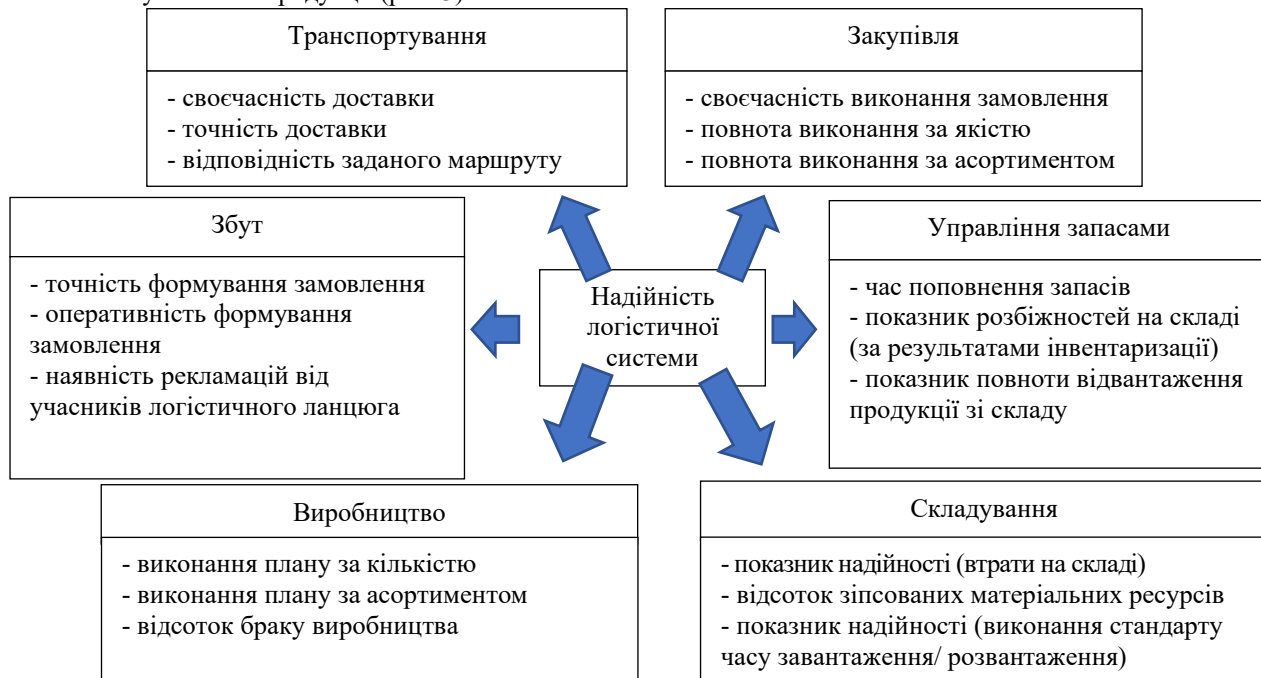 Транспортування
- своєчасність доставки
- точність доставки
- відповідність заданого маршруту
Закупівля
- своєчасність виконання замовлення
- повнота виконання за якістю
- повнота виконання за асортиментом
Збут
- точність формування замовлення
- оперативність формування
замовлення
- наявність рекламацій від
учасників логістичного ланцюга
Надійність
логістичної
системи
Управління запасами
- час поповнення запасів
- показник розбіжностей на складі
(за результатами інвентаризації)
- показник повноти відвантаження
продукції зі складу
Виробництво
- виконання плану за кількістю
- виконання плану за асортиментом
- відсоток браку виробництва
Складування
- показник надійності (втрати на складі)
- відсоток зіпсованих матеріальних ресурсів
- показник надійності (виконання стандарту
часу завантаження/ розвантаження)